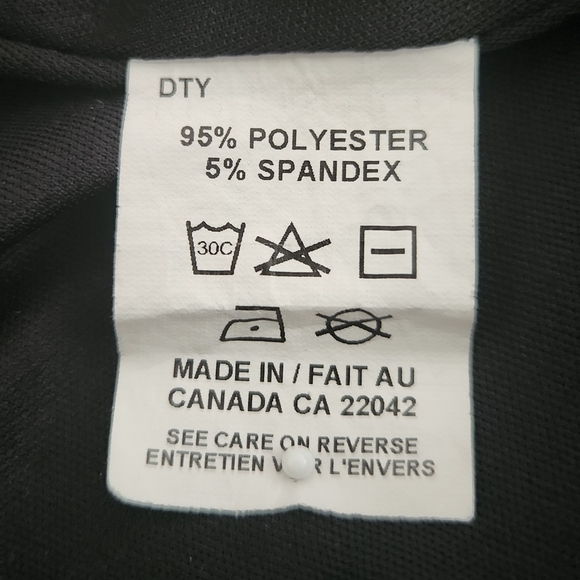 DTY
95% POLYESTER
5% SPANDEX
30C
MADE IN / FAIT AU
CANADA CA 22042
SEE CARE ON REVERSE
ENTRETIEN L'ENVERS